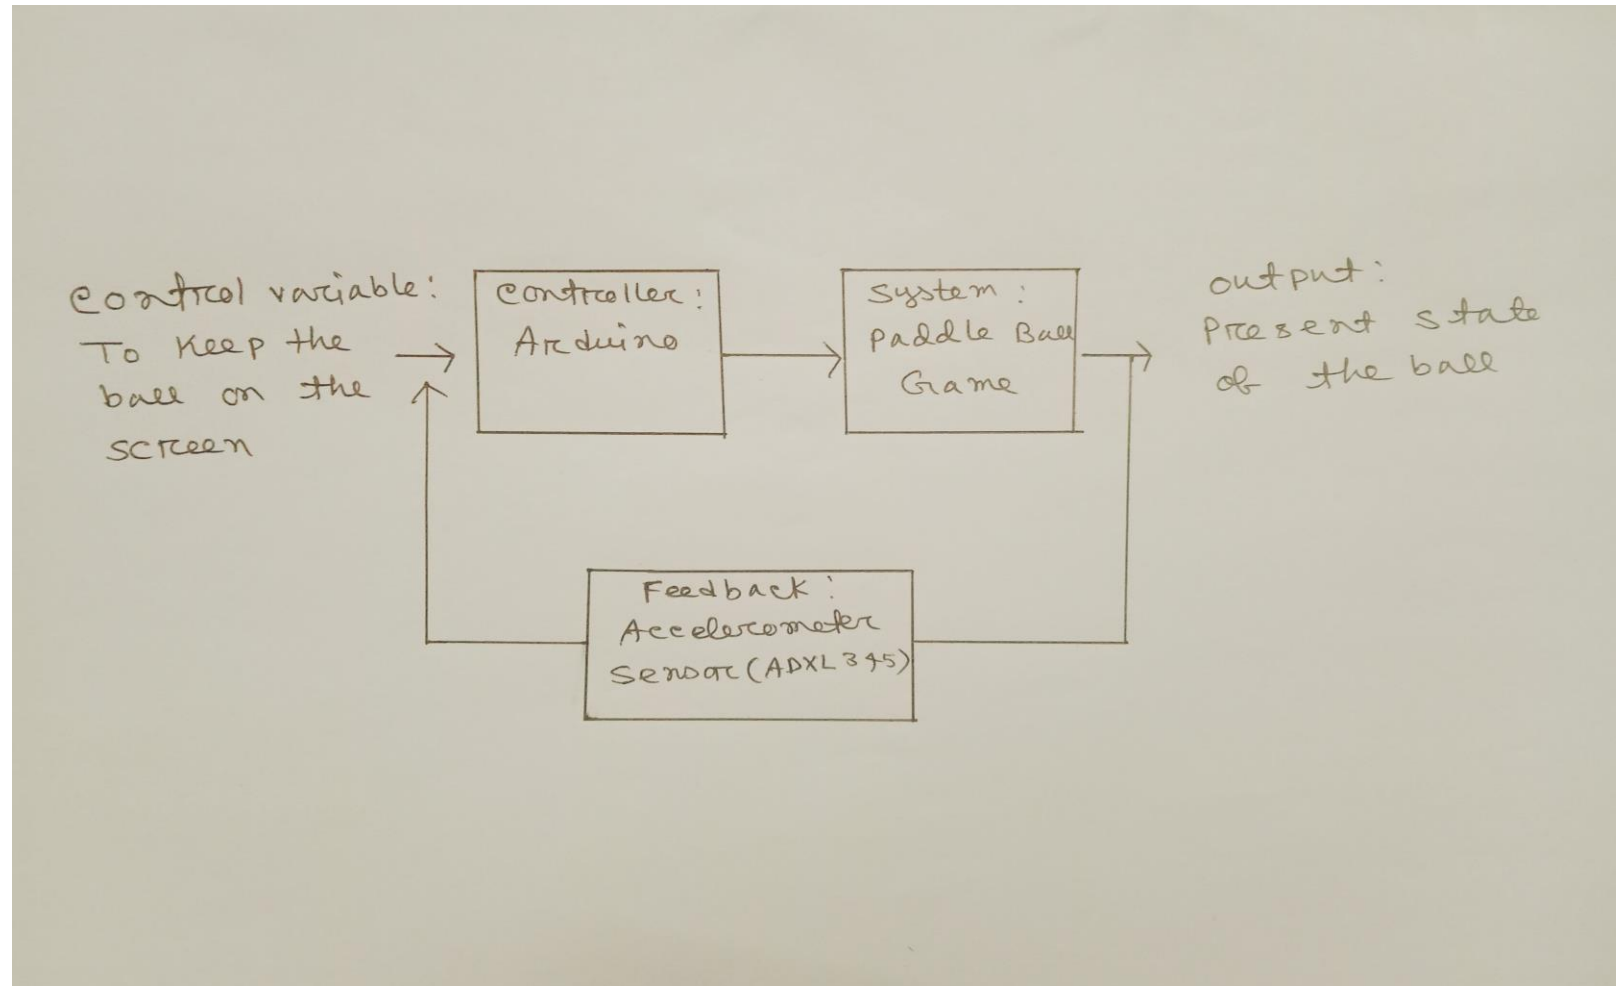 Control variable:
To Keep the
ball on the
screen
Controller:
Arduino
System:
Paddle Ball
Game
output:
Present state
of the ball
Feedback:
Accelerometer
Sensor (ADXL345)